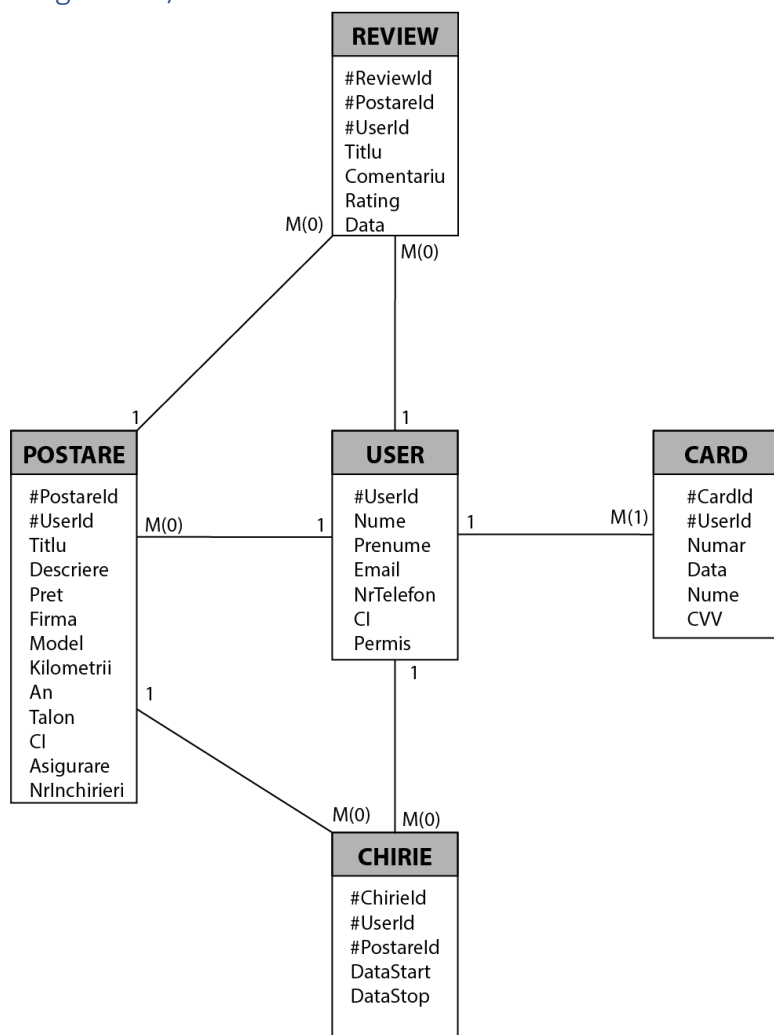 REVIEW
#ReviewId
#PostareId
#UserId
Titlu
Comentariu
Rating
Data
M(0)
M(0)
1
1
POSTARE
#PostareId
#UserId
Titlu
Descriere
Pret
Firma
Model
Kilometrii
An
Talon
CI
Asigurare
NrInchirieri
M(0)
1
USER
#UserId
Nume
Prenume
Email
NrTelefon
CI
Permis
1
M(1)
CARD
#CardId
#UserId
Numar
Data
Nume
CVV
1
1
M(0)
M(0)
CHIRIE
#ChirieId
#UserId
#PostareId
DataStart
DataStop